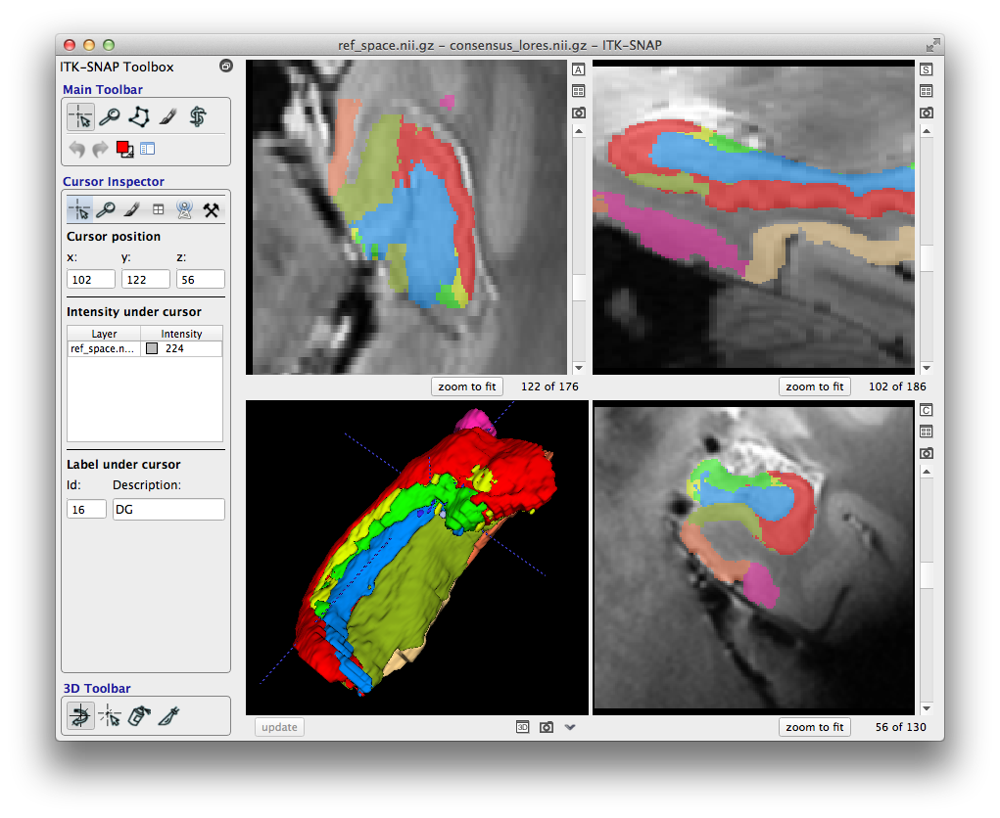 ref_space.nii.gz – consensus_lores.nii.gz – ITK-SNAP
ITK-SNAP Toolbox
Main Toolbar
Cursor Inspector
Cursor position
x: y: z:
102 122 56
Intensity under cursor
Layer Intensity
ref_space.n... 224
Label under cursor
Id: Description:
16 DG
3D Toolbar
A
S
zoom to fit 122 of 176
zoom to fit 102 of 186
C
update
3D
zoom to fit 56 of 130